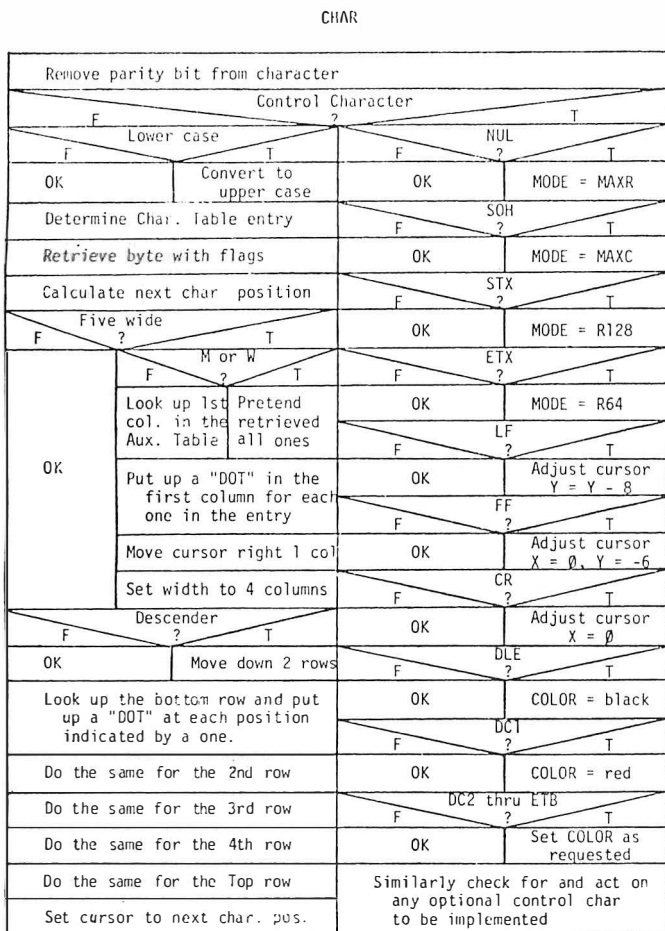 CHAR
Remove parity bit from character
Control Character
F ? T
Lower case
F T
OK
Convert to
upper case
Determine Char. Table entry
Retrieve byte with flags
Calculate next char position
Five wide
F ? T
M or W
F ? T
OK
Look up 1st
col. in the
Aux. Table
Pretend
retrieved
all ones
Put up a "DOT" in the
first column for each
one in the entry
Move cursor right 1 col
Set width to 4 columns
Descender
F ? T
OK
Move down 2 rows
Look up the bottom row and put
up a "DOT" at each position
indicated by a one.
Do the same for the 2nd row
Do the same for the 3rd row
Do the same for the 4th row
Do the same for the Top row
Set cursor to next char. pos.
NUL
F ? T
OK
MODE = MAXR
SOH
F ? T
OK
MODE = MAXC
STX
F ? T
OK
MODE = R128
ETX
F ? T
OK
MODE = R64
LF
F ? T
OK
Adjust cursor
Y = Y - 8
FF
F ? T
OK
Adjust cursor
X = Ø, Y = -6
CR
F ? T
OK
Adjust cursor
X = Ø
DLE
F ? T
OK
COLOR = black
DC1
F ? T
OK
COLOR = red
DC2 thru ETB
F ? T
OK
Set COLOR as
requested
Similarly check for and act on
any optional control char
to be implemented